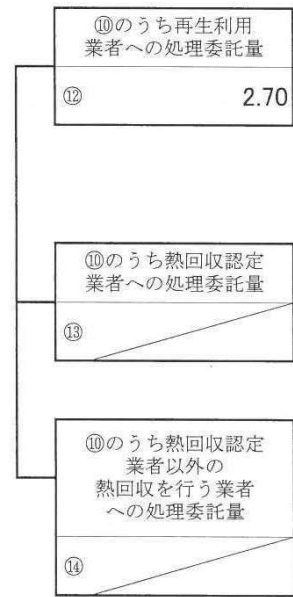 ⑩のうち再生利用
業者への処理委託量
⑫ 2.70
⑩のうち熱回収認定
業者への処理委託量
⑬
⑩のうち熱回収認定
業者以外の
熱回収を行う業者
への処理委託量
⑭